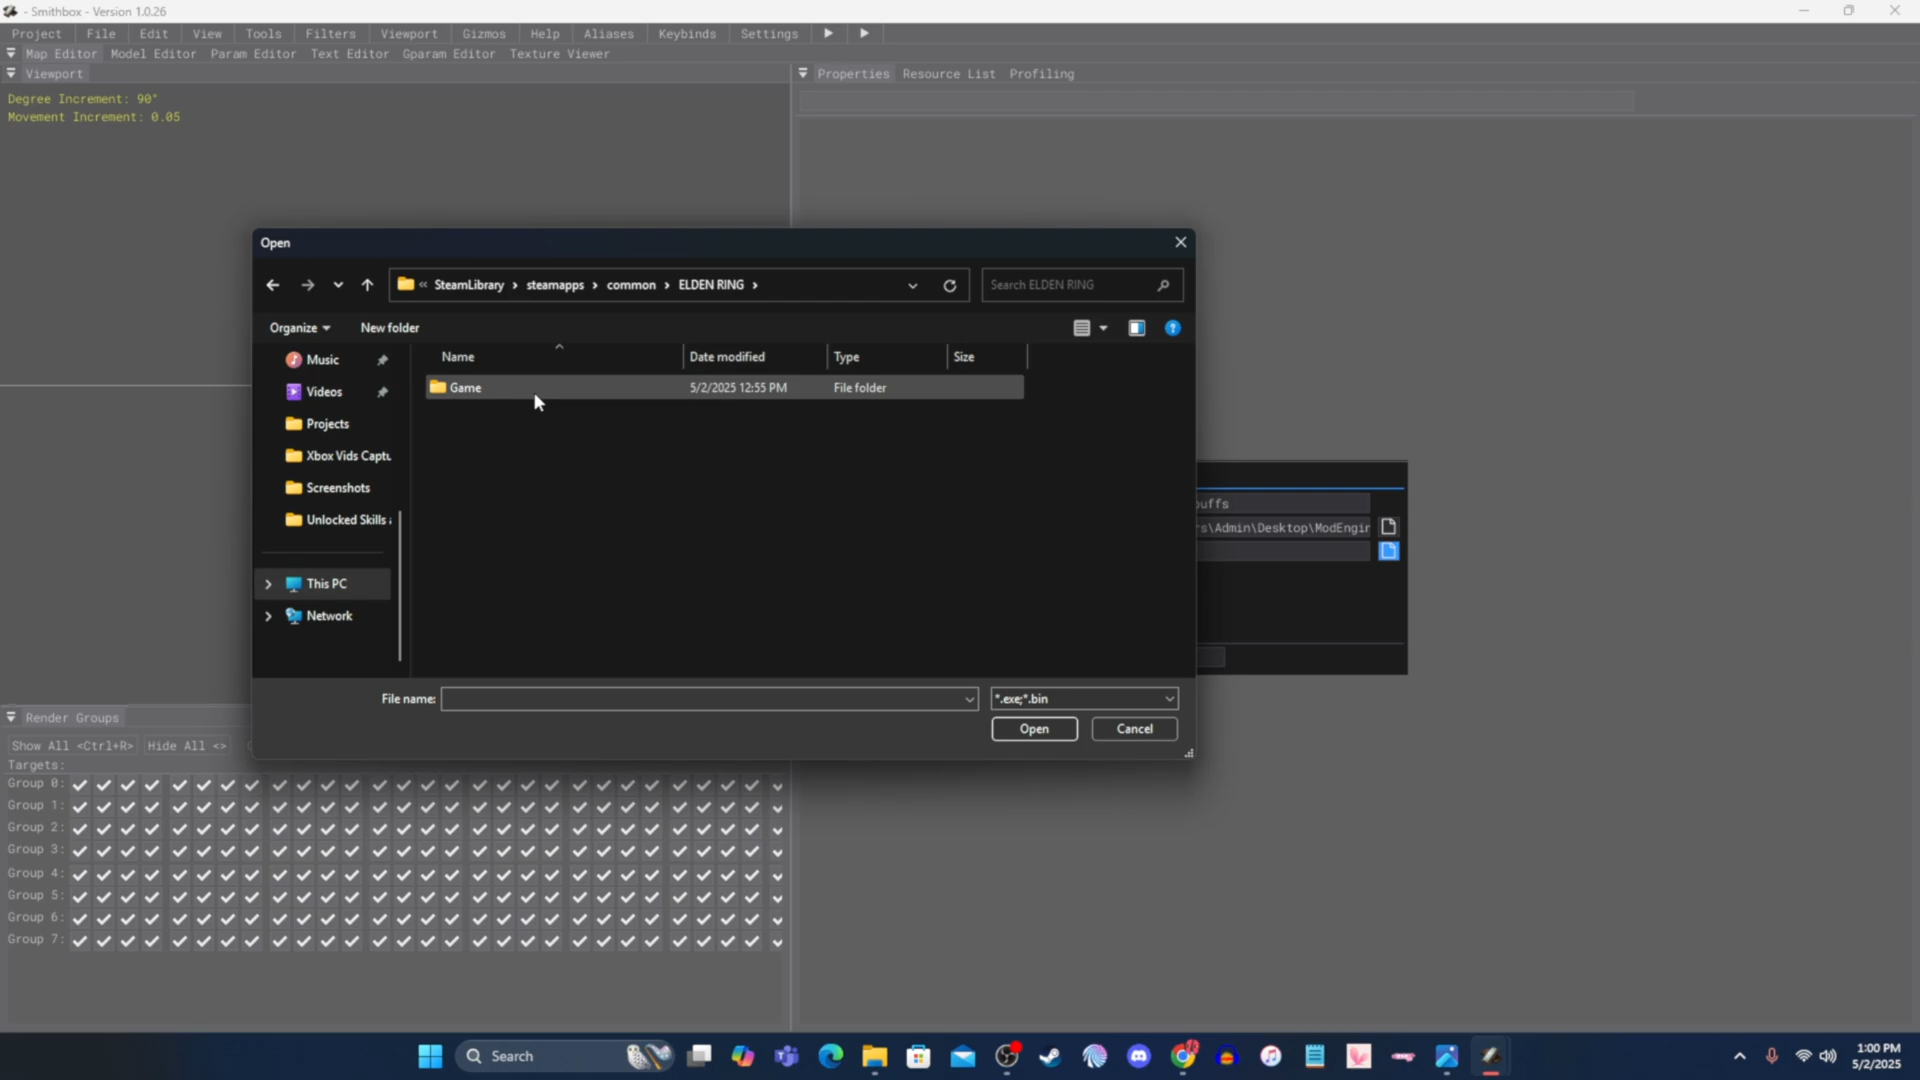 - Smithbox - Version 1.0.26
Project File Edit View Tools Filters Viewport Gizmos Help Aliases Keybinds Settings
Map Editor Model Editor Param Editor Text Editor Gparam Editor Texture Viewer
Viewport
Properties Resource List Profiling
Degree Increment: 90°
Movement Increment: 0.05
Open
« SteamLibrary › steamapps › common › ELDEN RING ›
Search ELDEN RING
Organize New folder
Name Date modified Type Size
Game 5/2/2025 12:55 PM File folder
Music
Videos
Projects
Xbox Vids Captu
Screenshots
Unlocked Skills
This PC
Network
uffs
s\Admin\Desktop\ModEngin
File name: *.exe;*.bin
Open Cancel
Render Groups
Show All <Ctrl+R> Hide All <>
Targets:
Group 0:
Group 1:
Group 2:
Group 3:
Group 4:
Group 5:
Group 6:
Group 7:
Search
1:00 PM
5/2/2025